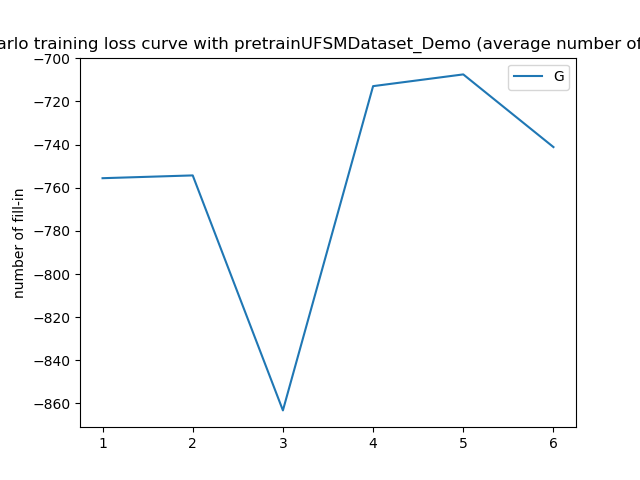 arlo training loss curve with pretrainUFSMDataset_Demo (average number of
−700
−720
−740
−760
−780
−800
−820
−840
−860
number of fill-in
G
1 2 3 4 5 6